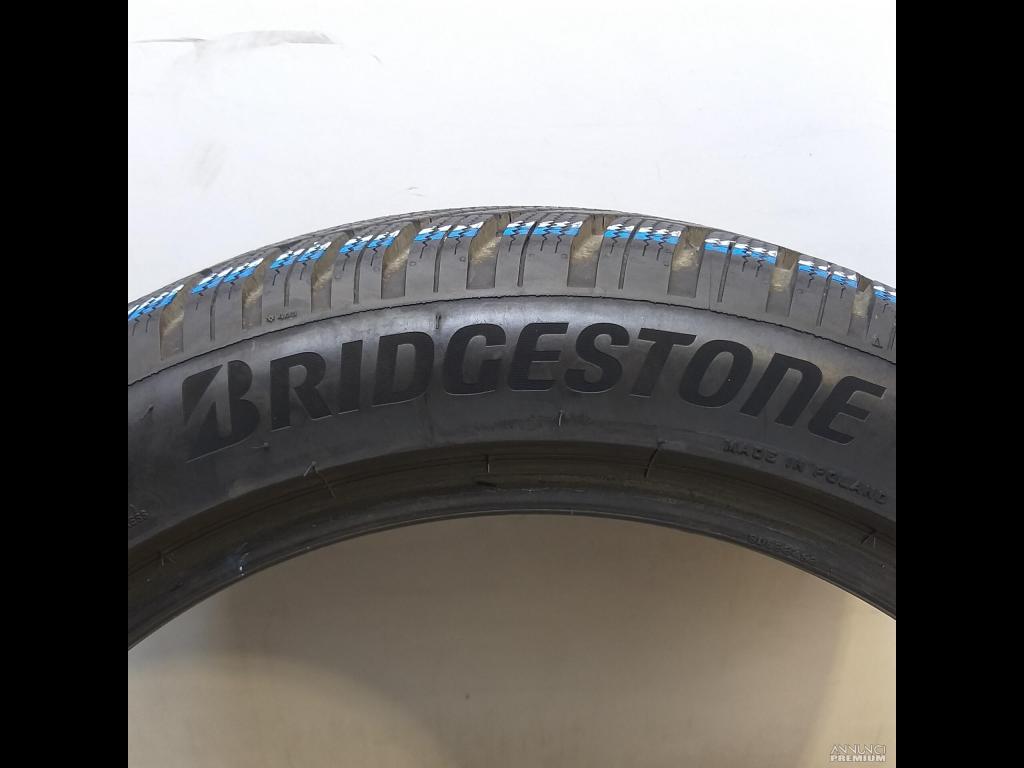 BRIDGESTONE
MADE IN POLAND
ANNUNCI
PREMIUM